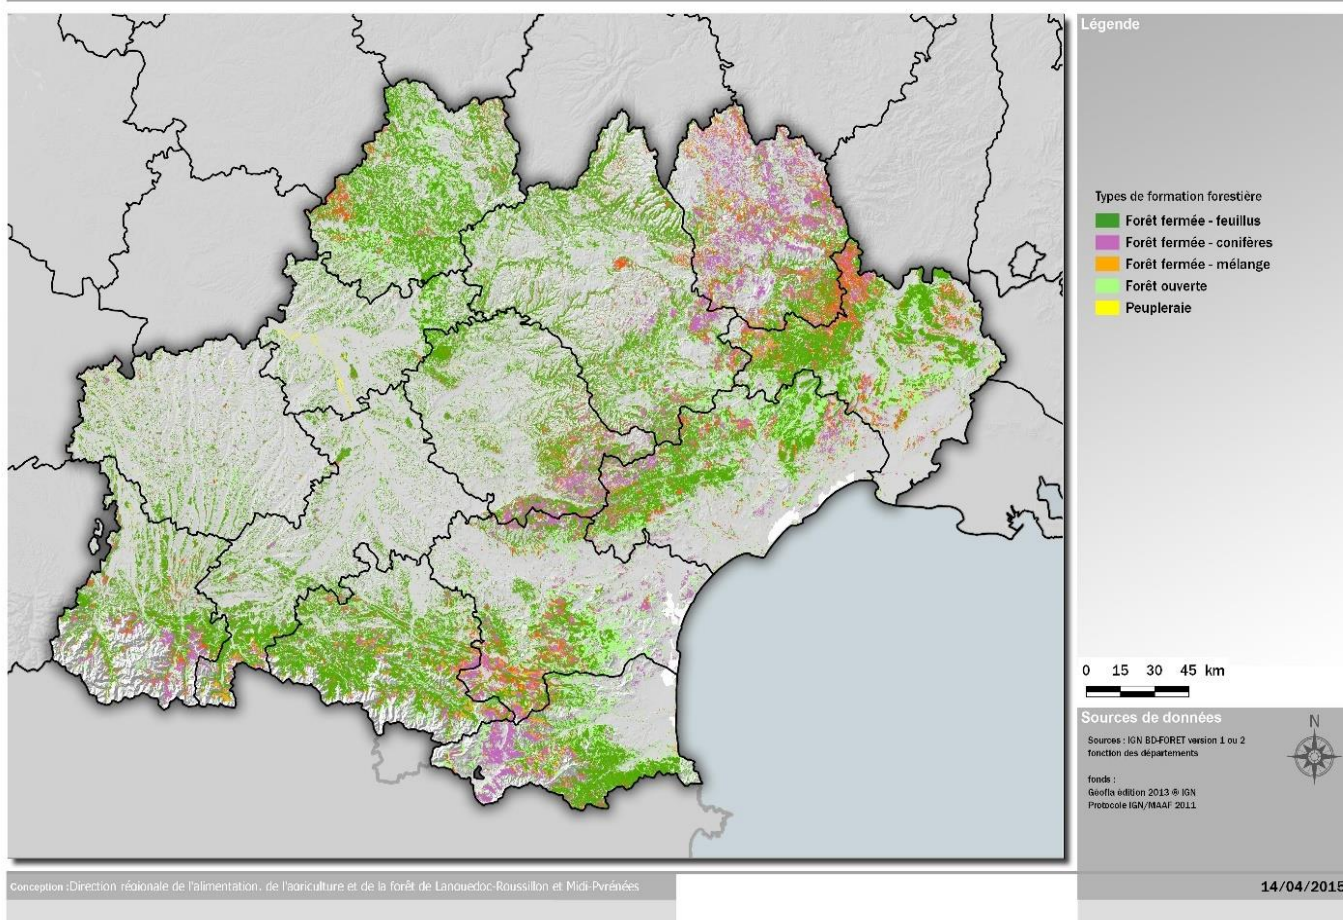 Légende
Types de formation forestière
Forêt fermée - feuillus
Forêt fermée - conifères
Forêt fermée - mélange
Forêt ouverte
Peupleraie
0 15 30 45 km
Sources de données
N
Sources : IGN BD-FORET version 1 ou 2
fonction des départements
fonds :
Géofla édition 2013 ® IGN
Protocole IGN/MAAF 2011
Conception :Direction régionale de l'alimentation, de l'agriculture et de la forêt de Languedoc-Roussillon et Midi-Pyrénées
14/04/2015